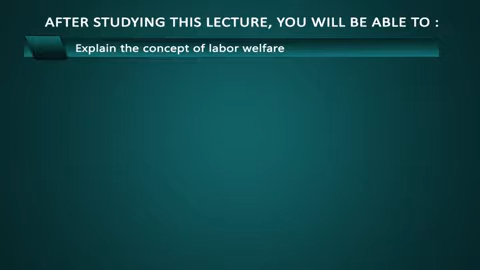 AFTER STUDYING THIS LECTURE, YOU WILL BE ABLE TO :
Explain the concept of labor welfare